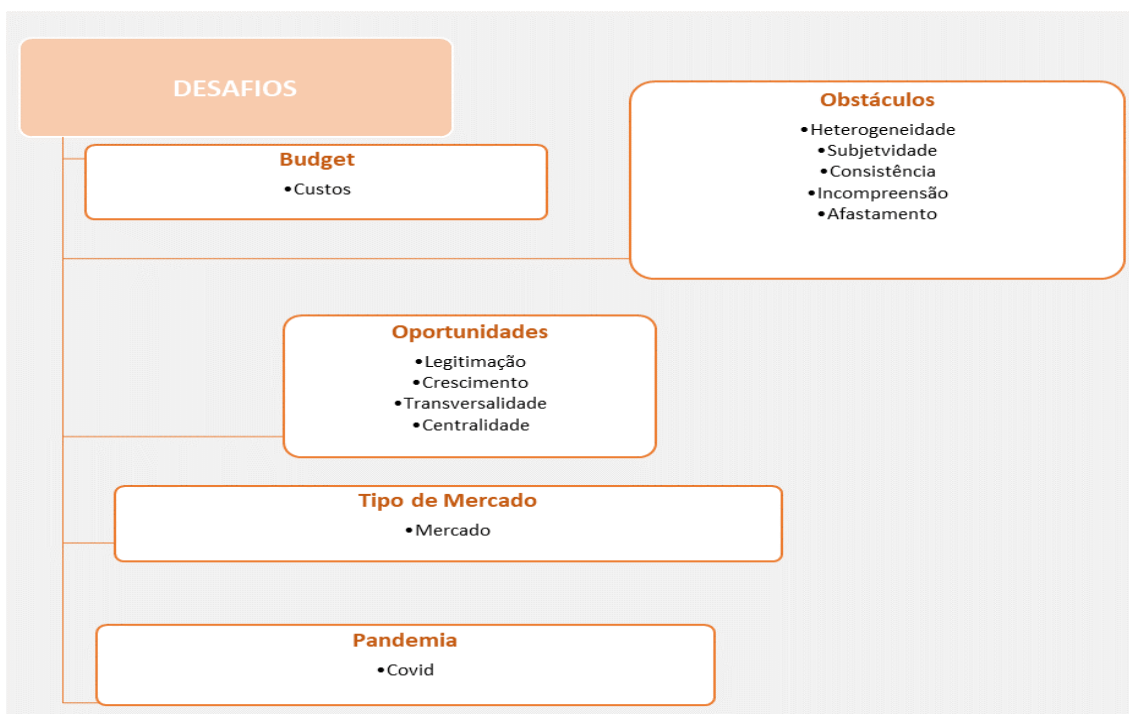 DESAFIOS
Budget
•Custos
Obstáculos
•Heterogeneidade
•Subjetvidade
•Consistência
•Incompreensão
•Afastamento
Oportunidades
•Legitimação
•Crescimento
•Transversalidade
•Centralidade
Tipo de Mercado
•Mercado
Pandemia
•Covid